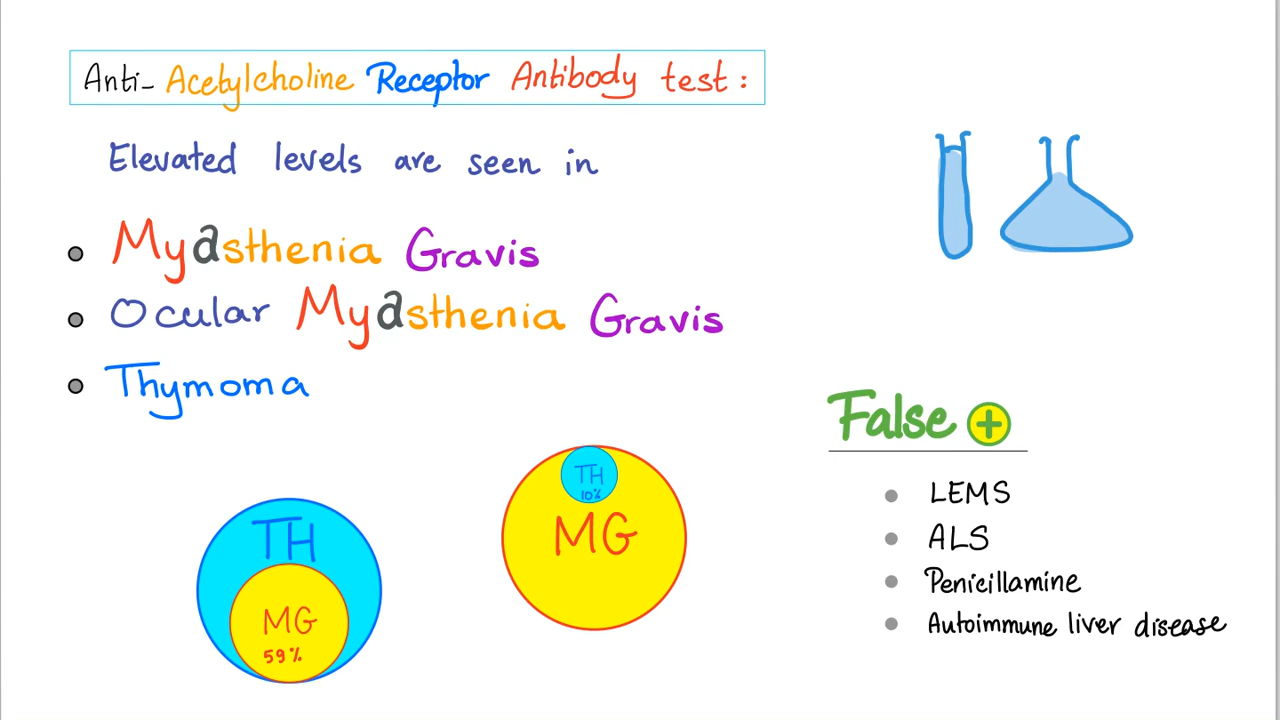 Anti-Acetylcholine Receptor Antibody test:
Elevated levels are seen in
Myasthenia Gravis
Ocular Myasthenia Gravis
Thymoma
TH
MG
59%
TH
10%
MG
False +
LEMS
ALS
Penicillamine
Autoimmune liver disease